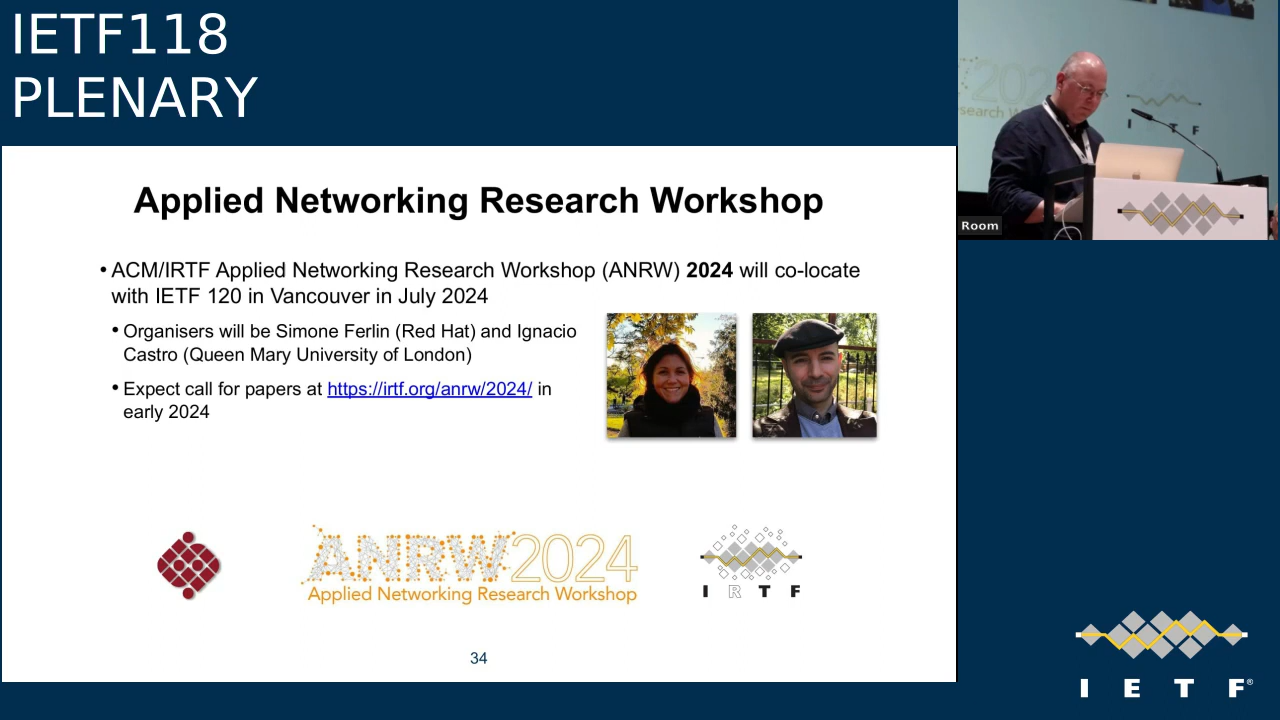 IETF118
PLENARY
Applied Networking Research Workshop
• ACM/IRTF Applied Networking Research Workshop (ANRW) 2024 will co-locate
with IETF 120 in Vancouver in July 2024
• Organisers will be Simone Ferlin (Red Hat) and Ignacio
Castro (Queen Mary University of London)
• Expect call for papers at https://irtf.org/anrw/2024/ in
early 2024
ANRW2024
Applied Networking Research Workshop
I R T F
34
202
search W
I T F
Room
I E T F®